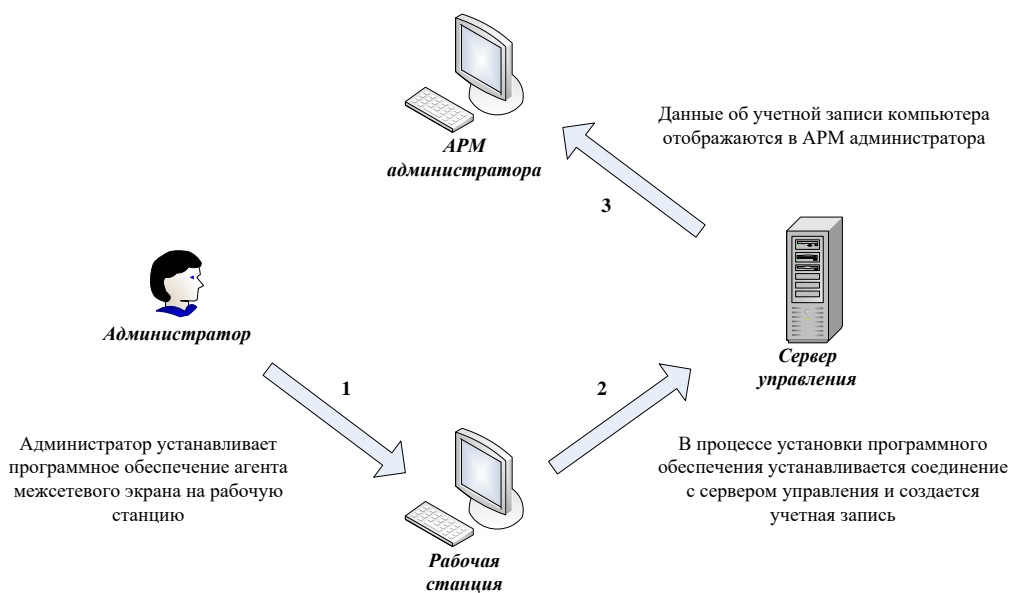 АРМ
администратора
Данные об учетной записи компьютера
отображаются в АРМ администратора
3
Администратор
Сервер
управления
1
2
Администратор устанавливает
программное обеспечение агента
межсетевого экрана на рабочую
станцию
В процессе установки программного
обеспечения устанавливается соединение
с сервером управления и создается
учетная запись
Рабочая
станция